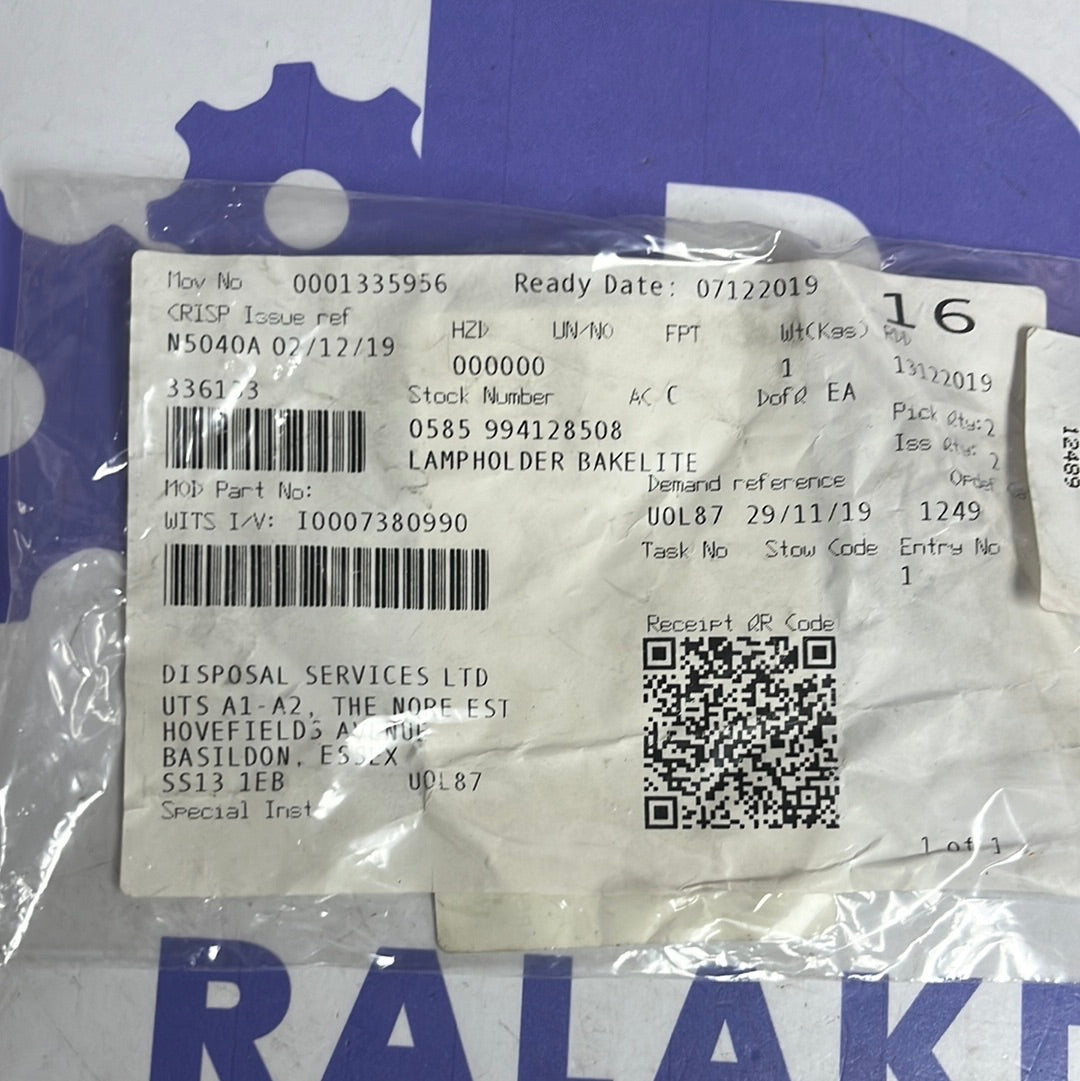 Mov No 0001335956 Ready Date: 07122019
16
CRISP Issue ref HZD UN/NO FPT Wt(Kgs)
N5040A 02/12/19 000000 1 13122019
Stock Number AC C DofQ EA
0585 994128508 Pick Qty:2
LAMPHOLDER BAKELITE Iss Qty: 2
MOD Part No: Demand reference
WITS I/V: I0007380990 UOL87 29/11/19 1249
Task No Stow Code Entry No
1
Receipt QR Code
DISPOSAL SERVICES LTD
UTS A1-A2, THE NORE EST
HOVEFIELDS AVENUE
BASILDON, ESSEX
SS13 1EB UOL87
Special Inst
1 of 1
12489
RALAK